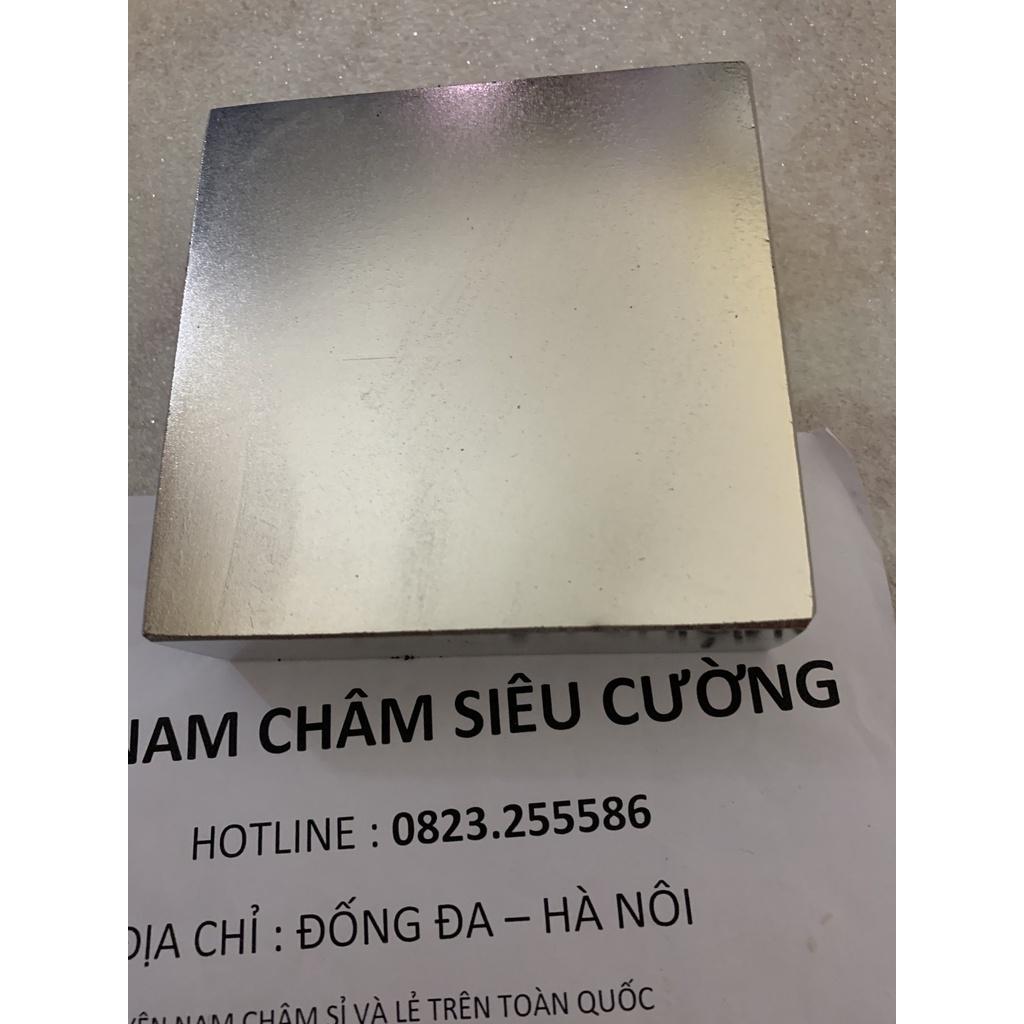 NAM CHÂM SIÊU CƯỜNG
HOTLINE : 0823.255586
ĐỊA CHỈ : ĐỐNG ĐA – HÀ NÔI
NAM CHÂM SỈ VÀ LẺ TRÊN TOÀN QUỐC